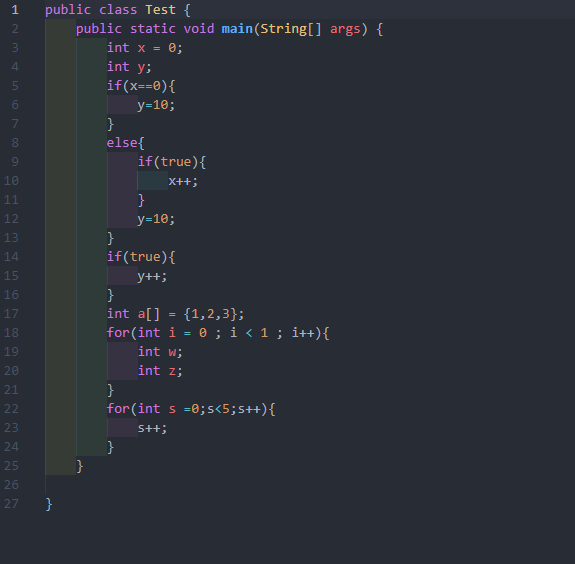 1 public class Test {
2     public static void main(String[] args) {
3         int x = 0;
4         int y;
5         if(x==0){
6             y=10;
7         }
8         else{
9             if(true){
10                 x++;
11             }
12             y=10;
13         }
14         if(true){
15             y++;
16         }
17         int a[] = {1,2,3};
18         for(int i = 0 ; i < 1 ; i++){
19             int w;
20             int z;
21         }
22         for(int s =0;s<5;s++){
23             s++;
24         }
25     }
26
27 }